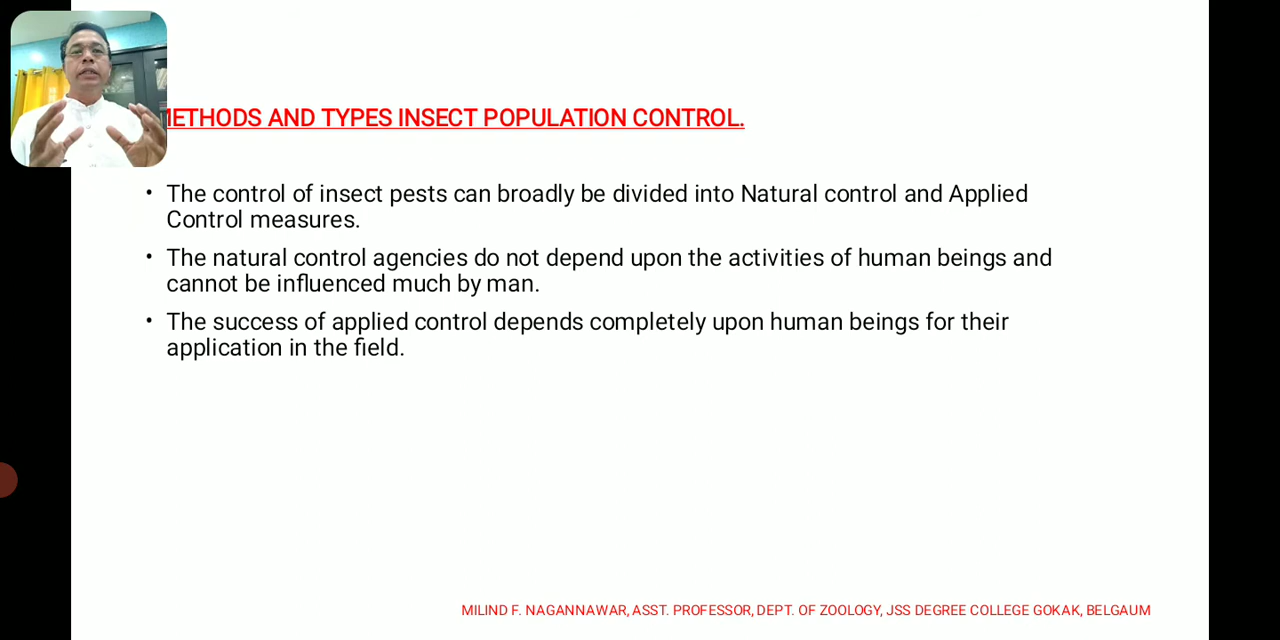 ETHODS AND TYPES INSECT POPULATION CONTROL.
• The control of insect pests can broadly be divided into Natural control and Applied
Control measures.
• The natural control agencies do not depend upon the activities of human beings and
cannot be influenced much by man.
• The success of applied control depends completely upon human beings for their
application in the field.
MILIND F. NAGANNAWAR, ASST. PROFESSOR, DEPT. OF ZOOLOGY, JSS DEGREE COLLEGE GOKAK, BELGAUM